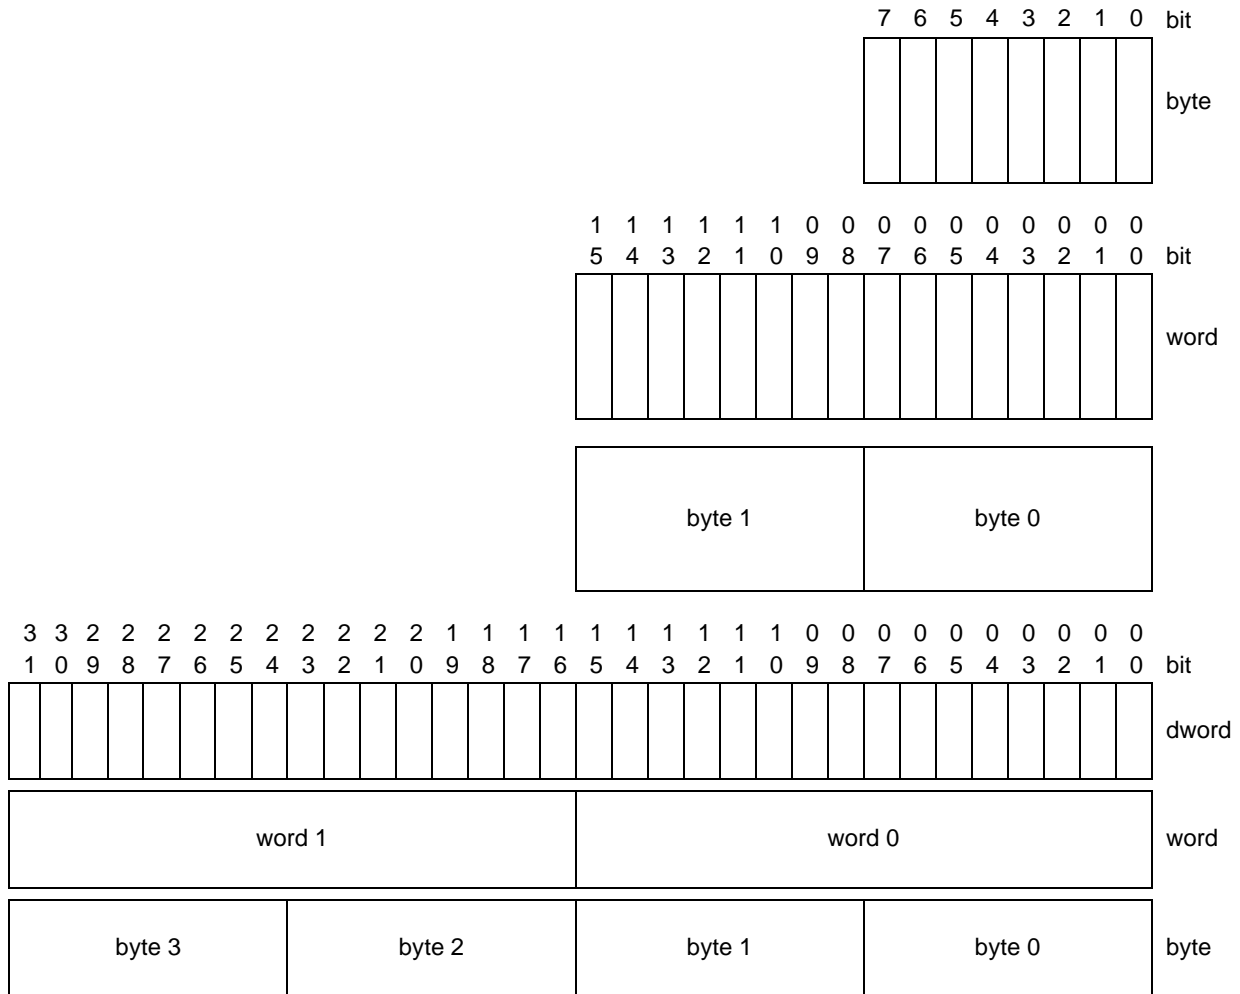 7 6 5 4 3 2 1 0 bit
byte
1 1 1 1 1 1 0 0 0 0 0 0 0 0 0 0
5 4 3 2 1 0 9 8 7 6 5 4 3 2 1 0 bit
word
byte 1 byte 0
3 3 2 2 2 2 2 2 2 2 2 2 1 1 1 1 1 1 1 1 1 1 0 0 0 0 0 0 0 0 0 0
1 0 9 8 7 6 5 4 3 2 1 0 9 8 7 6 5 4 3 2 1 0 9 8 7 6 5 4 3 2 1 0 bit
dword
word 1 word 0 word
byte 3 byte 2 byte 1 byte 0 byte